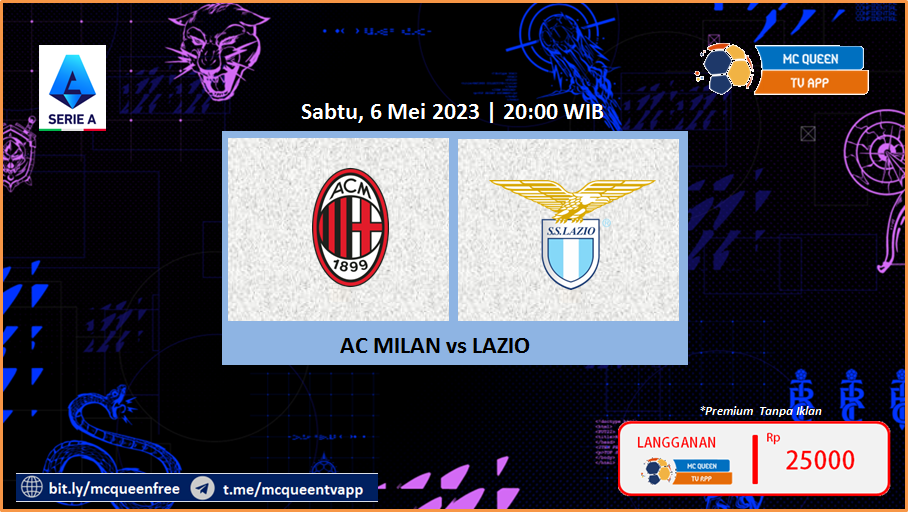 SERIE A
MC QUEEN
TV APP
Sabtu, 6 Mei 2023 | 20:00 WIB
ACM
1899
S.S.LAZIO
AC MILAN vs LAZIO
*Premium Tanpa Iklan
LANGGANAN
MC QUEEN
TV APP
Rp
25000
bit.ly/mcqueenfree
t.me/mcqueentvapp